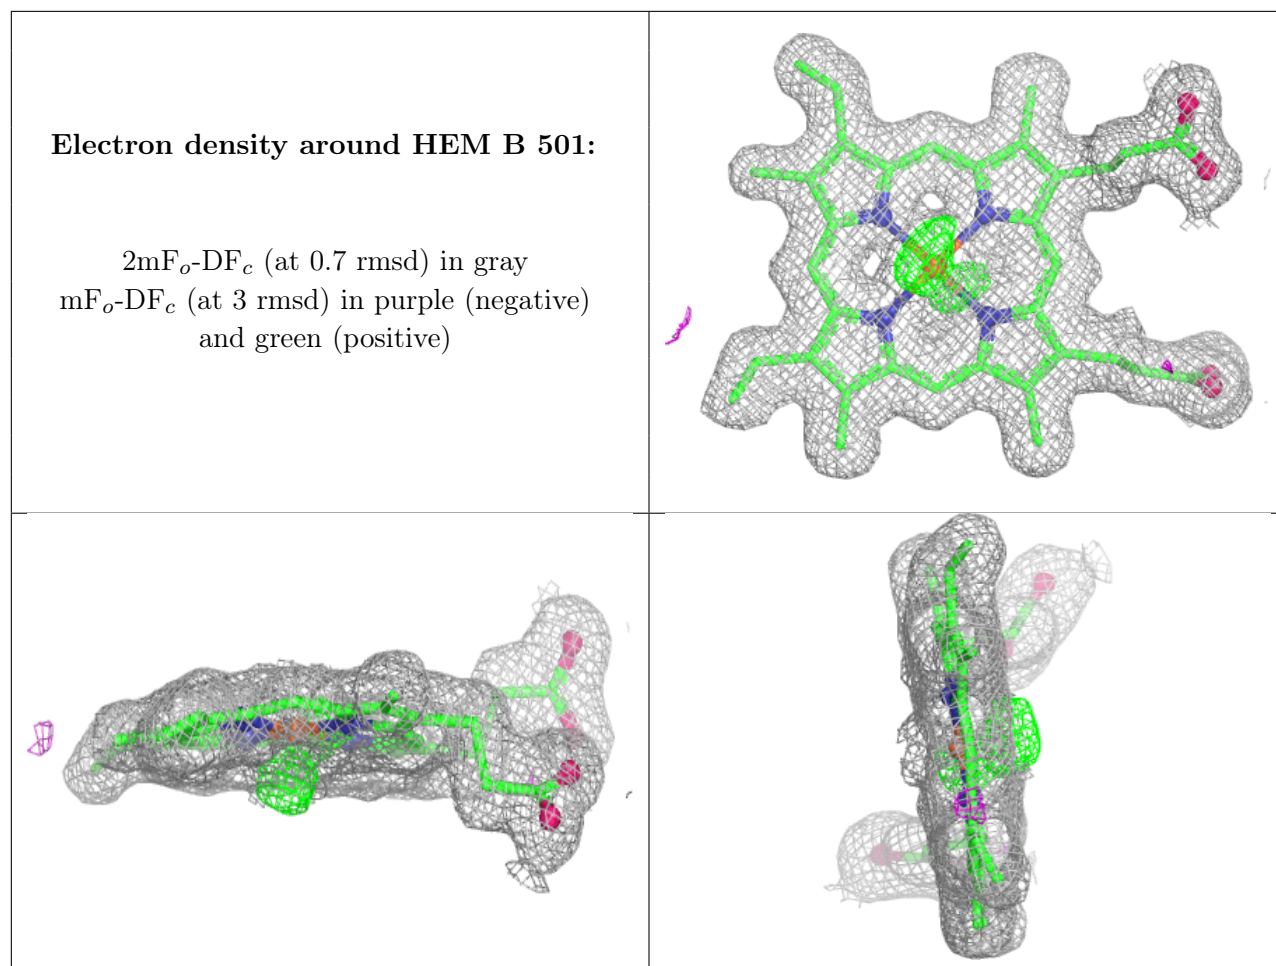 Electron density around HEM B 501:
2mFo-DFc (at 0.7 rmsd) in gray
mFo-DFc (at 3 rmsd) in purple (negative)
and green (positive)